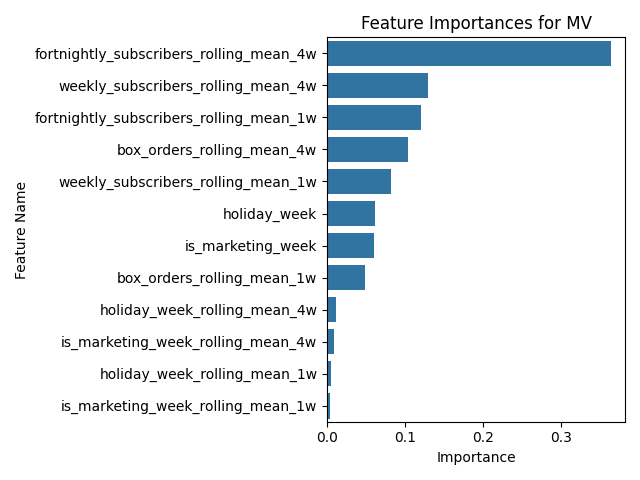 Feature Importances for MV
fortnightly_subscribers_rolling_mean_4w
weekly_subscribers_rolling_mean_4w
fortnightly_subscribers_rolling_mean_1w
box_orders_rolling_mean_4w
weekly_subscribers_rolling_mean_1w
holiday_week
is_marketing_week
box_orders_rolling_mean_1w
holiday_week_rolling_mean_4w
is_marketing_week_rolling_mean_4w
holiday_week_rolling_mean_1w
is_marketing_week_rolling_mean_1w
Feature Name
0.0 0.1 0.2 0.3
Importance